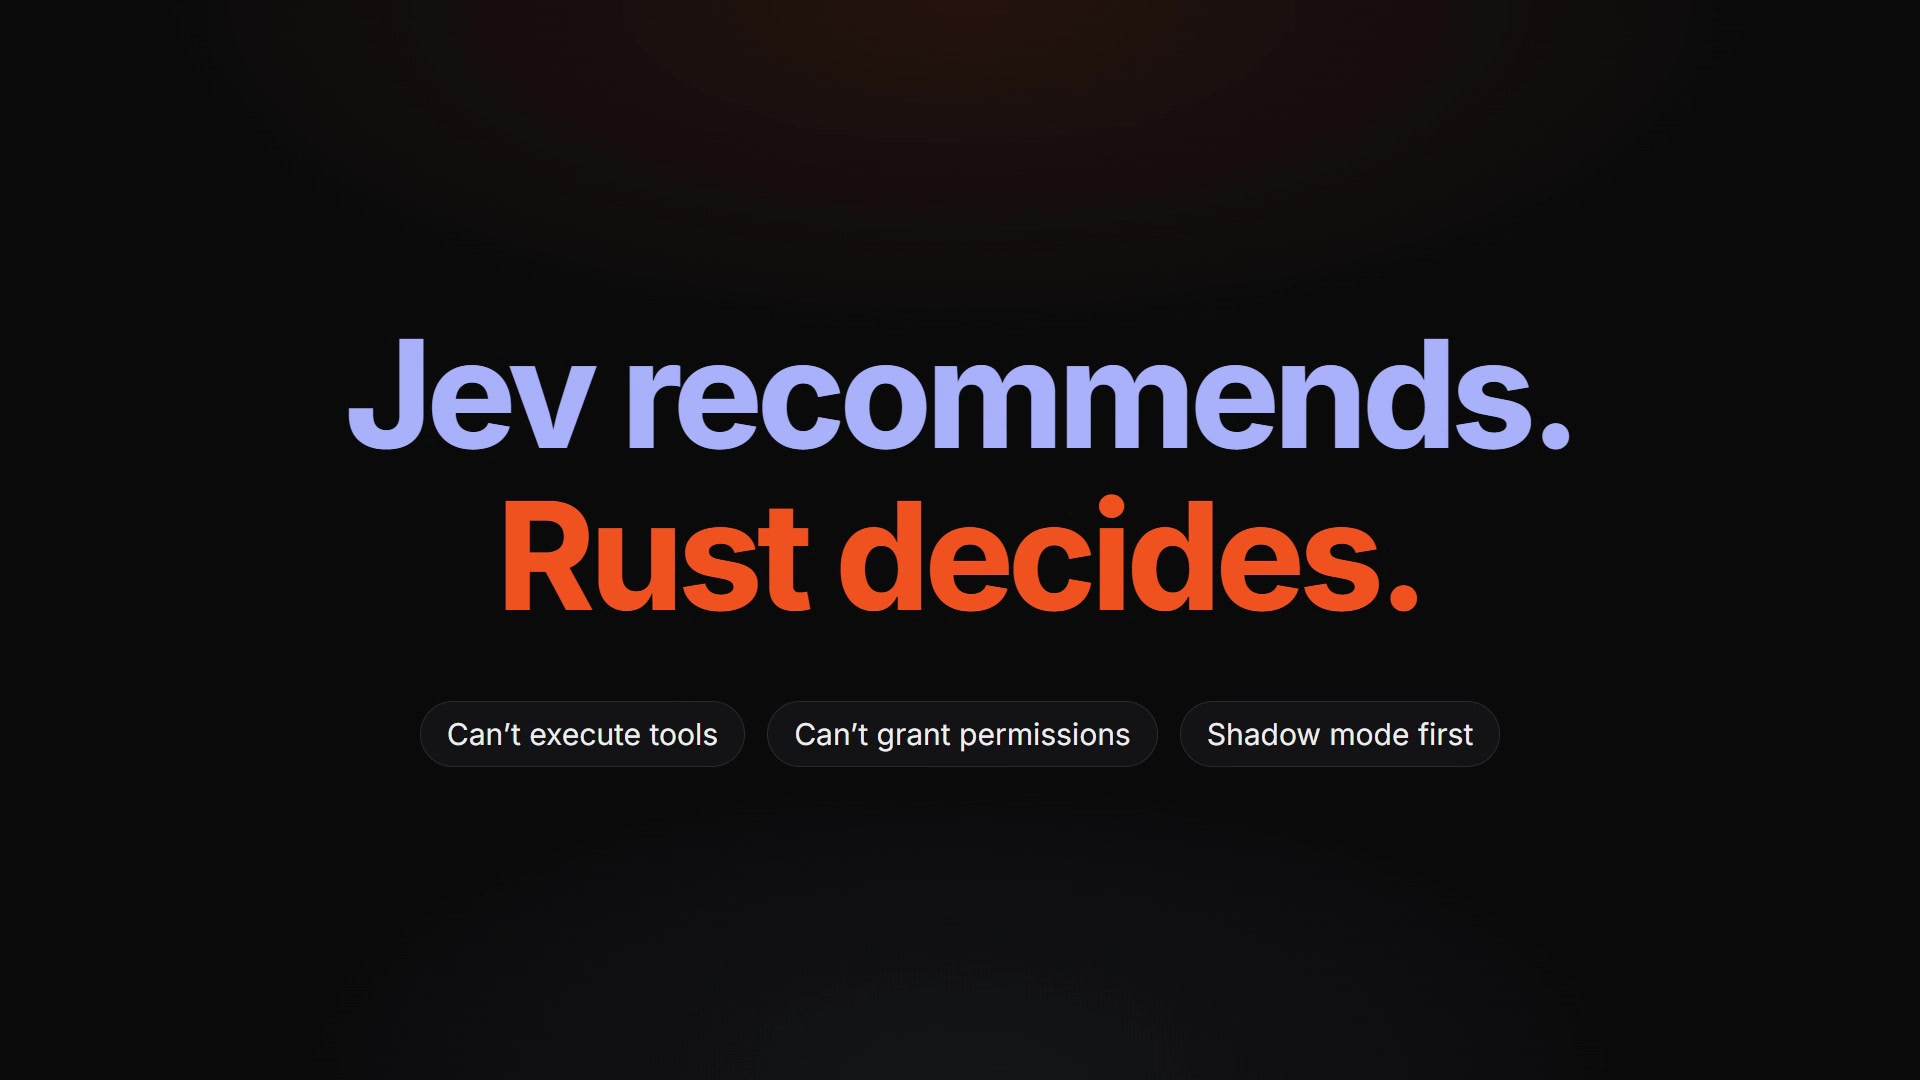 Jev recommends.
Rust decides.
Can’t execute tools
Can’t grant permissions
Shadow mode first